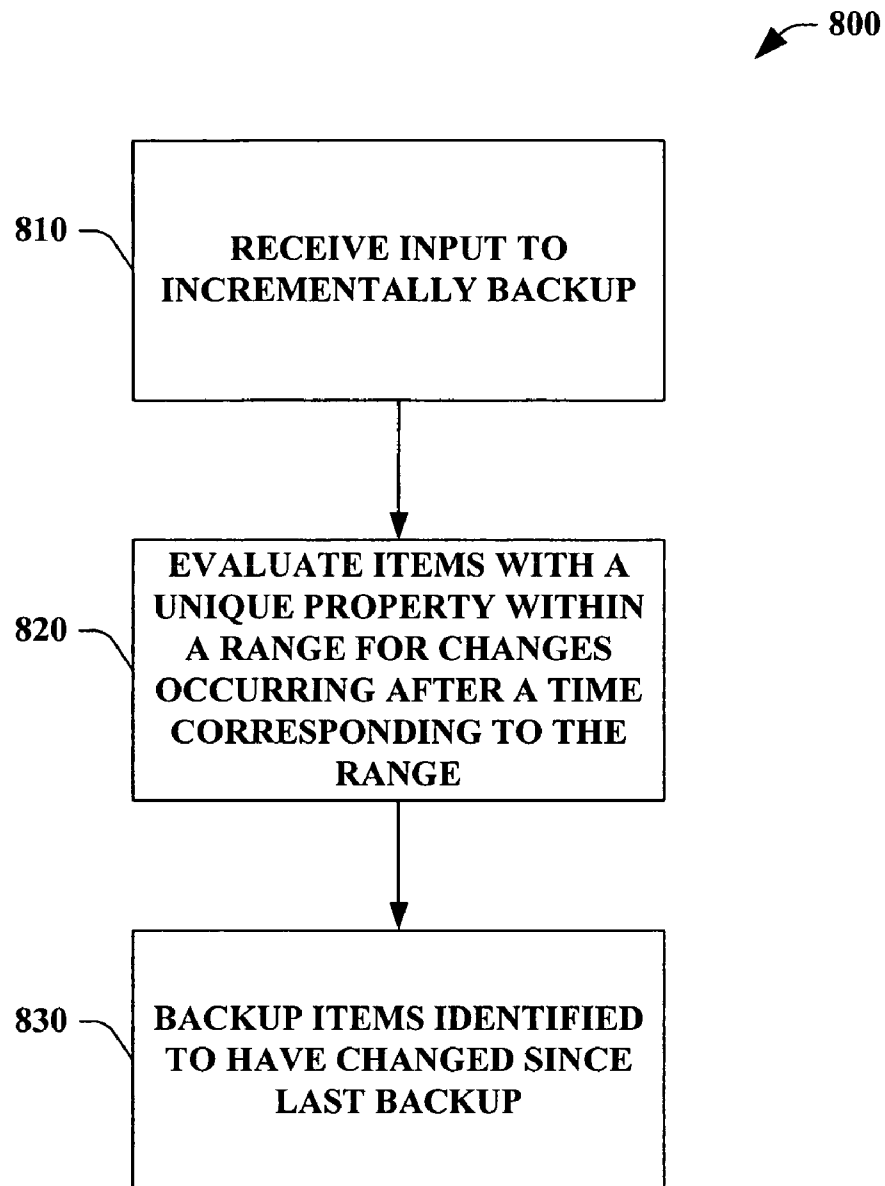 800
810
RECEIVE INPUT TO
INCREMENTALLY BACKUP
820
EVALUATE ITEMS WITH A
UNIQUE PROPERTY WITHIN
A RANGE FOR CHANGES
OCCURRING AFTER A TIME
CORRESPONDING TO THE
RANGE
830
BACKUP ITEMS IDENTIFIED
TO HAVE CHANGED SINCE
LAST BACKUP